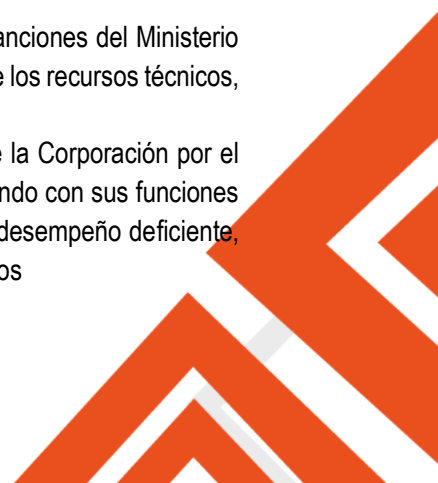 anciones del Ministerio
e los recursos técnicos,
e la Corporación por el
ndo con sus funciones
desempeño deficiente,
os